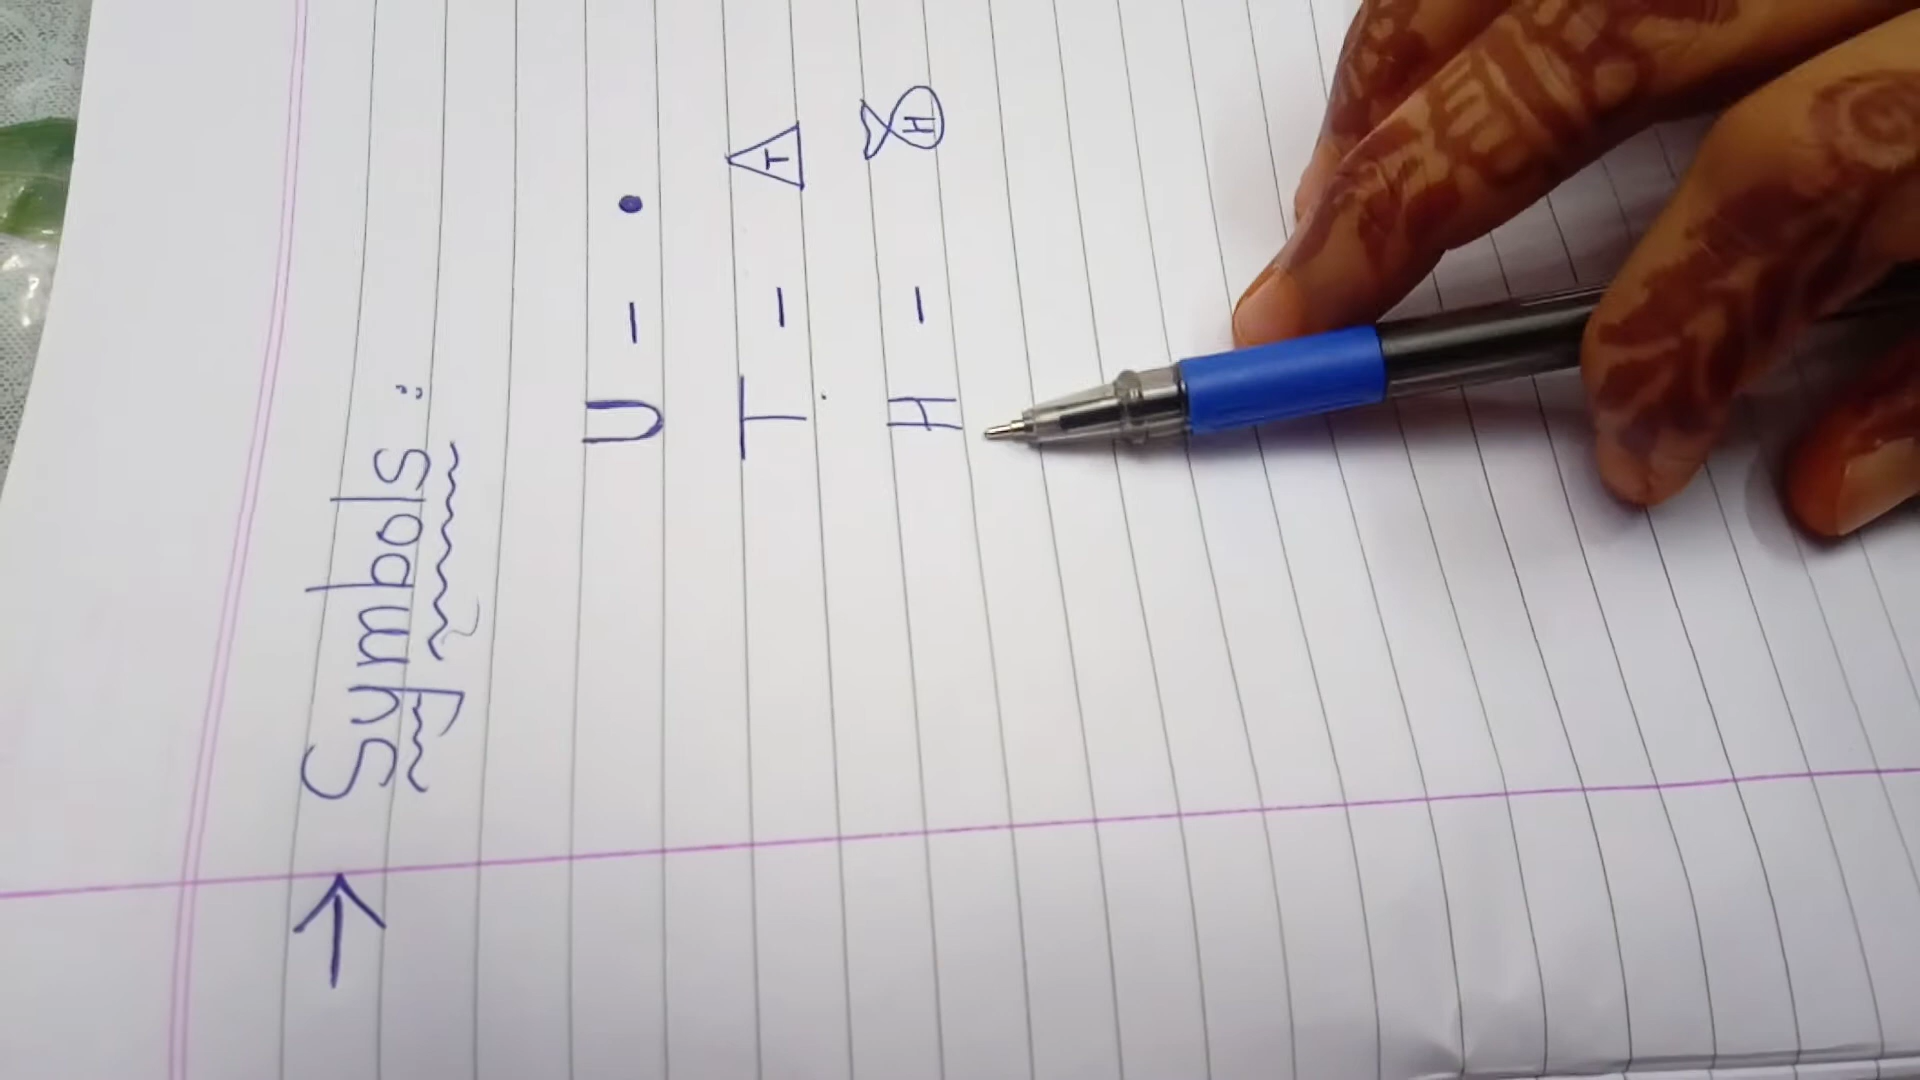 → Symbols :
U - •
T - T
H - H